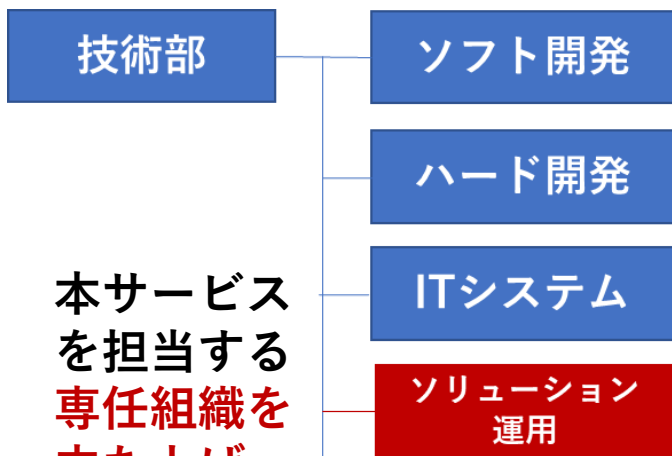 技術部
ソフト開発
ハード開発
ITシステム
ソリューション
運用
本サービス
を担当する
専任組織を